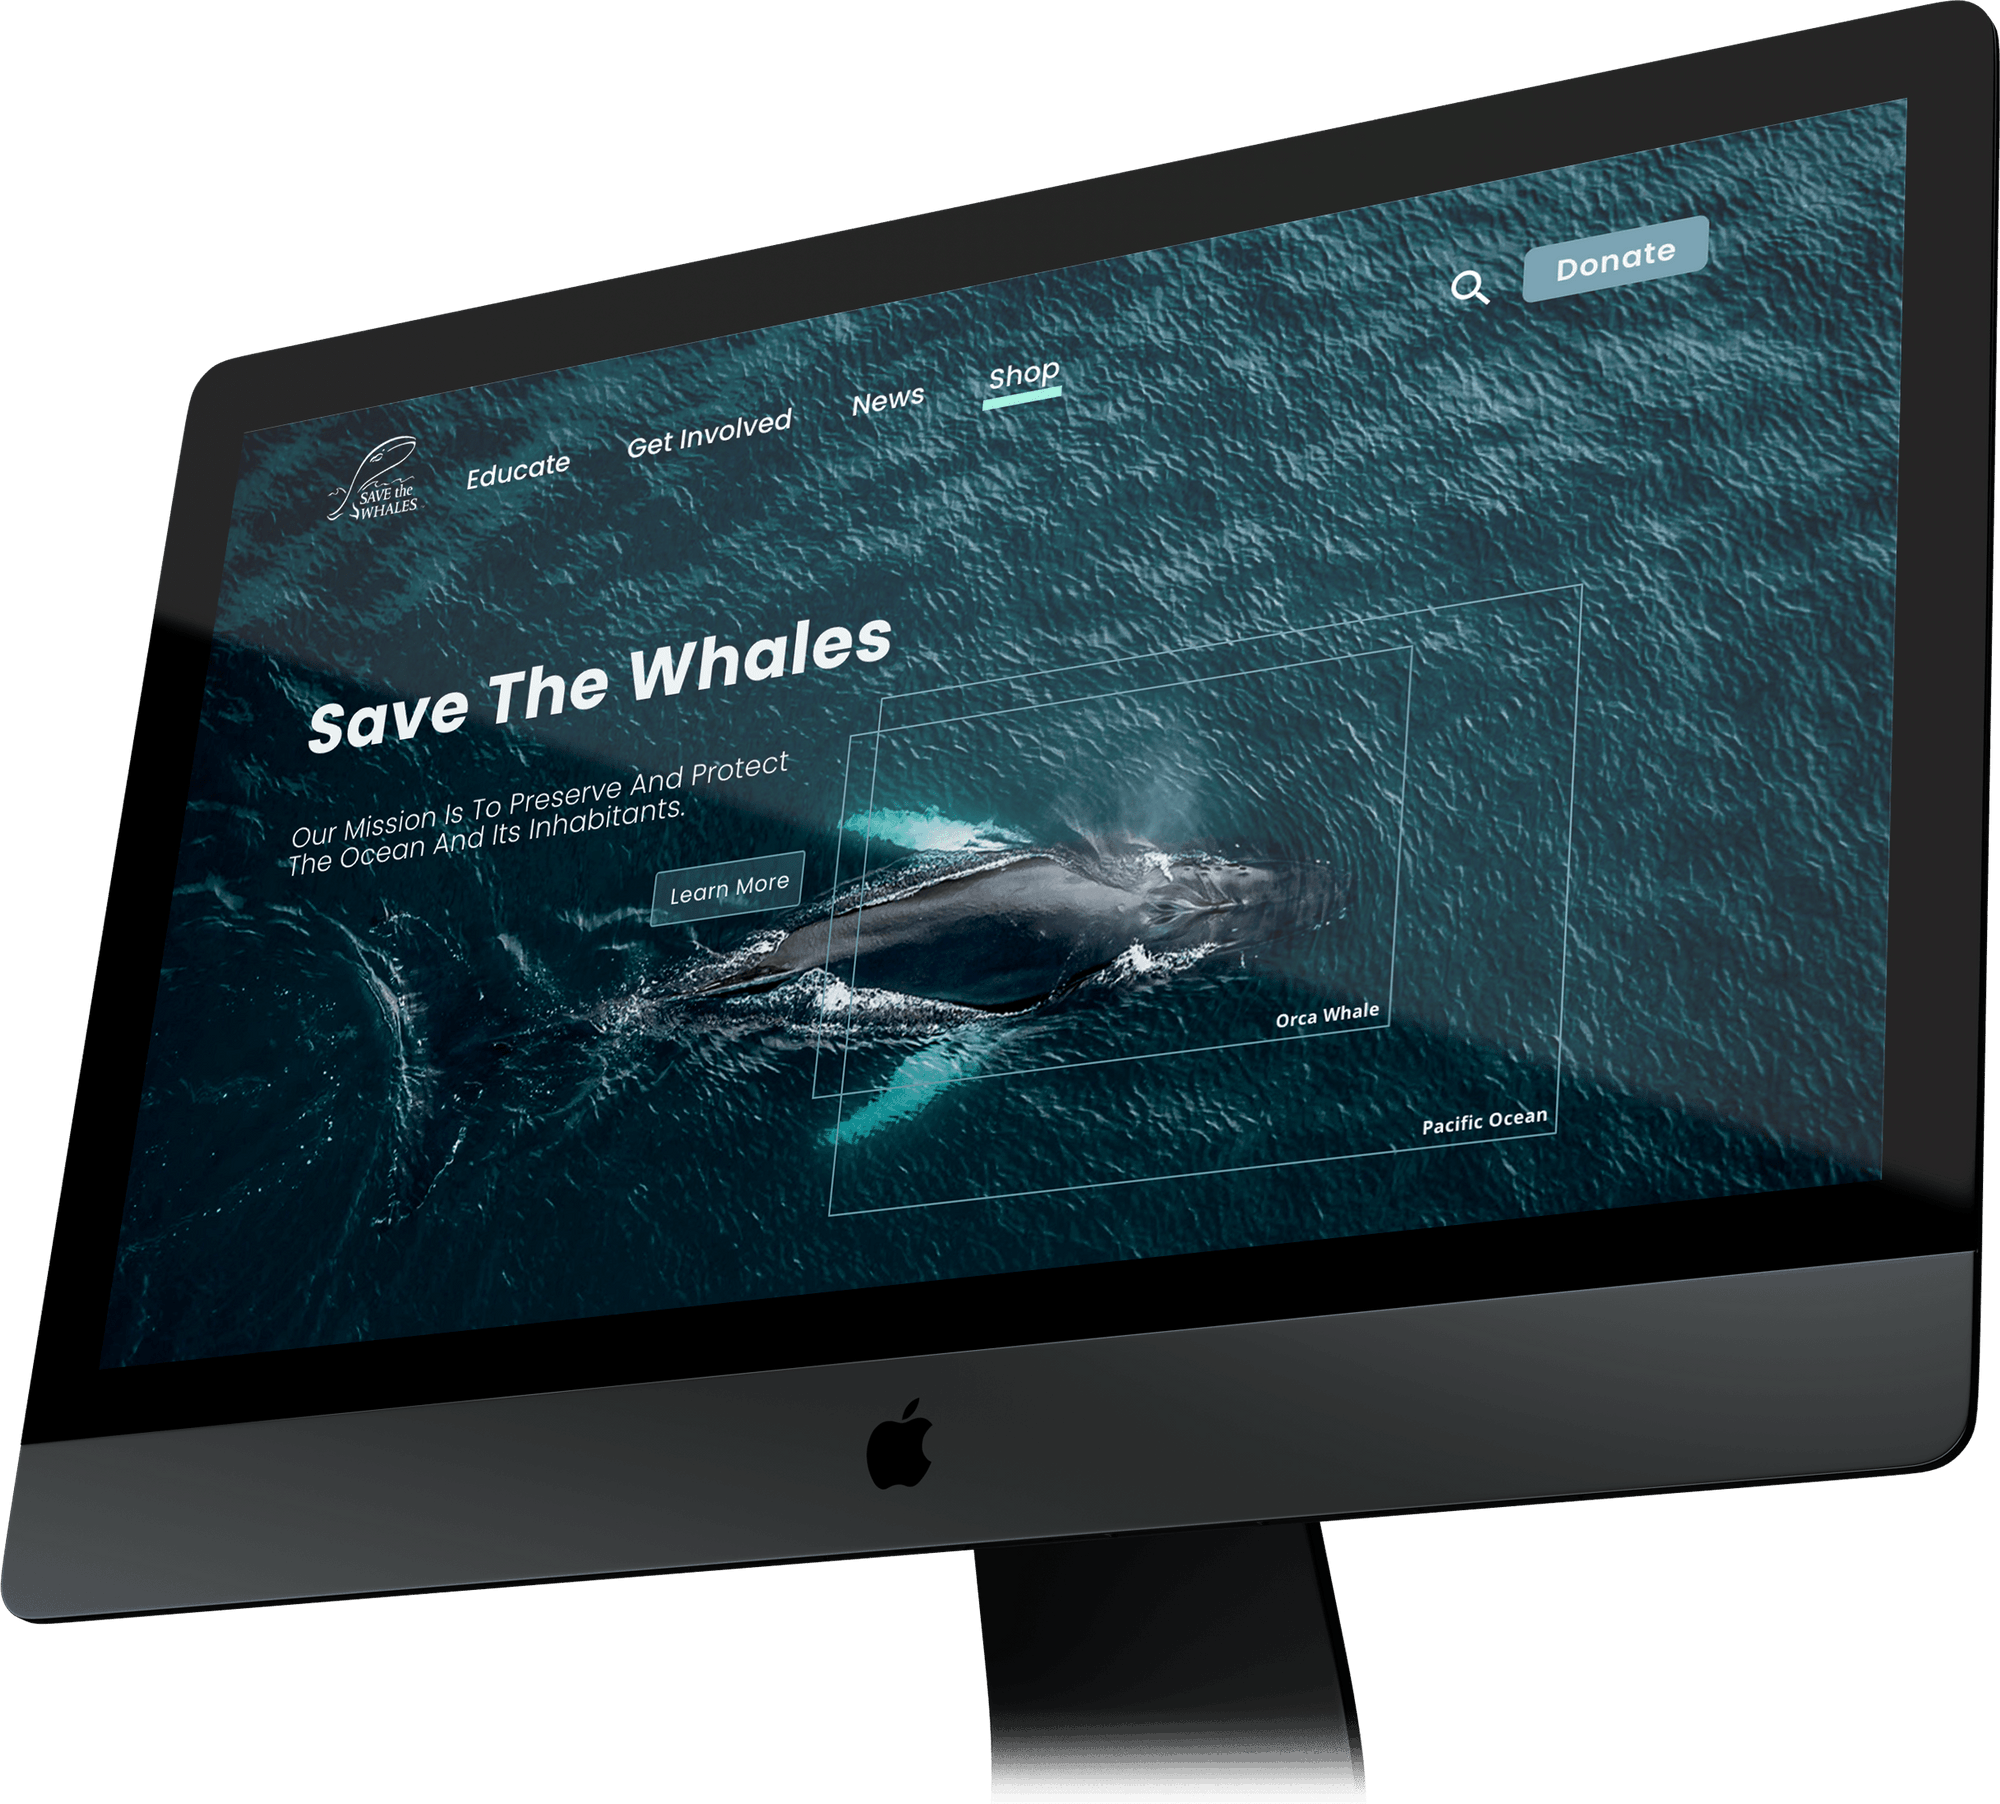 SAVE the
WHALES
Educate
Get Involved
News
Shop
Donate
Save The Whales
Our Mission Is To Preserve And Protect
The Ocean And Its Inhabitants.
Learn More
Orca Whale
Pacific Ocean